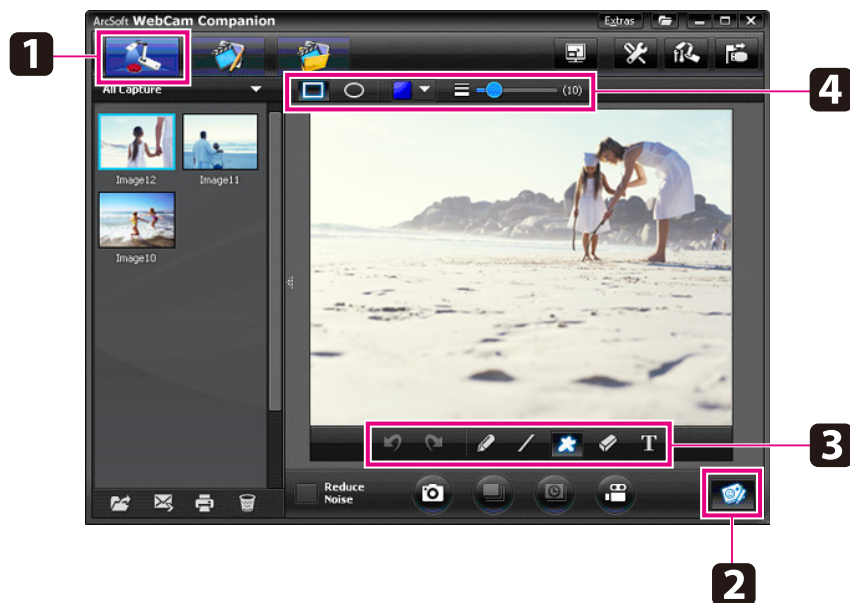 ArcSoft WebCam Companion
Extras
1
All Capture
(10)
4
Image12
Image11
Image10
T
3
Reduce
Noise
2